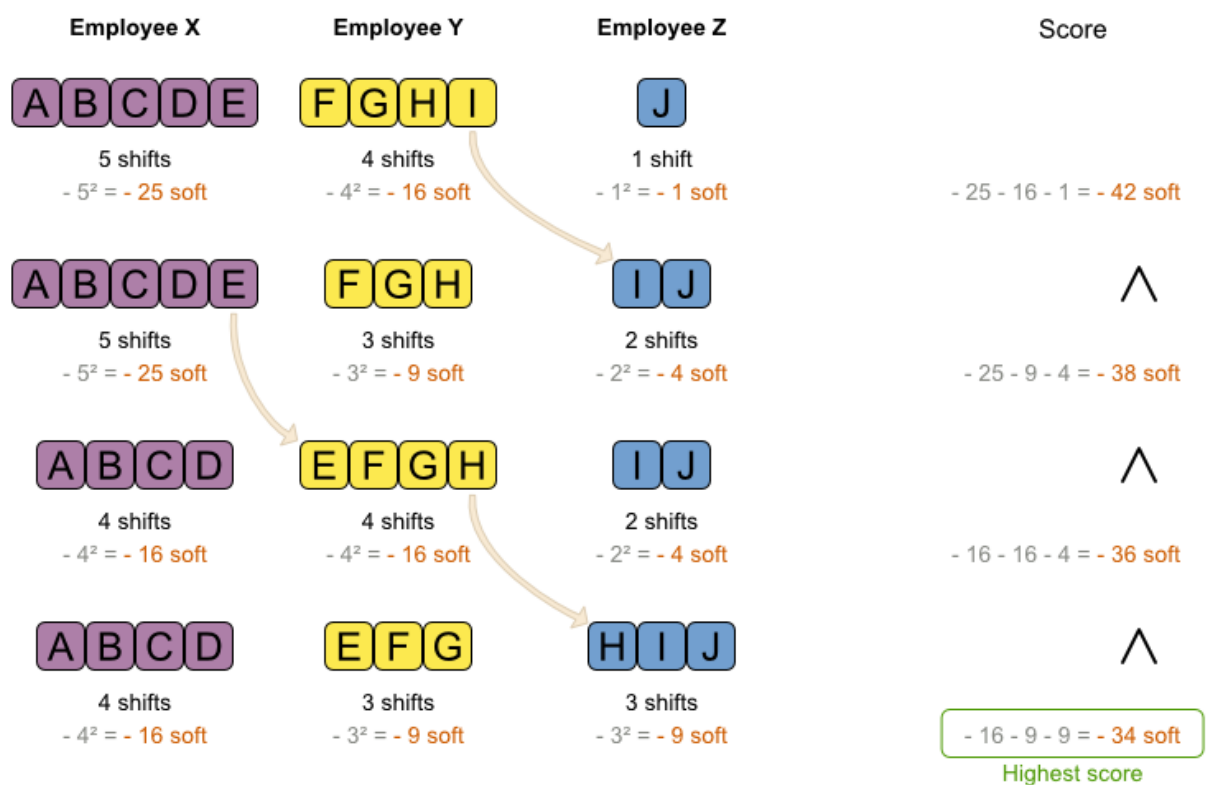 Employee X Employee Y Employee Z Score
A B C D E F G H I J
5 shifts 4 shifts 1 shift
- 5² = - 25 soft - 4² = - 16 soft - 1² = - 1 soft - 25 - 16 - 1 = - 42 soft
A B C D E F G H I J
5 shifts 3 shifts 2 shifts
- 5² = - 25 soft - 3² = - 9 soft - 2² = - 4 soft - 25 - 9 - 4 = - 38 soft
A B C D E F G H I J
4 shifts 4 shifts 2 shifts
- 4² = - 16 soft - 4² = - 16 soft - 2² = - 4 soft - 16 - 16 - 4 = - 36 soft
A B C D E F G H I J
4 shifts 3 shifts 3 shifts
- 4² = - 16 soft - 3² = - 9 soft - 3² = - 9 soft - 16 - 9 - 9 = - 34 soft
Highest score